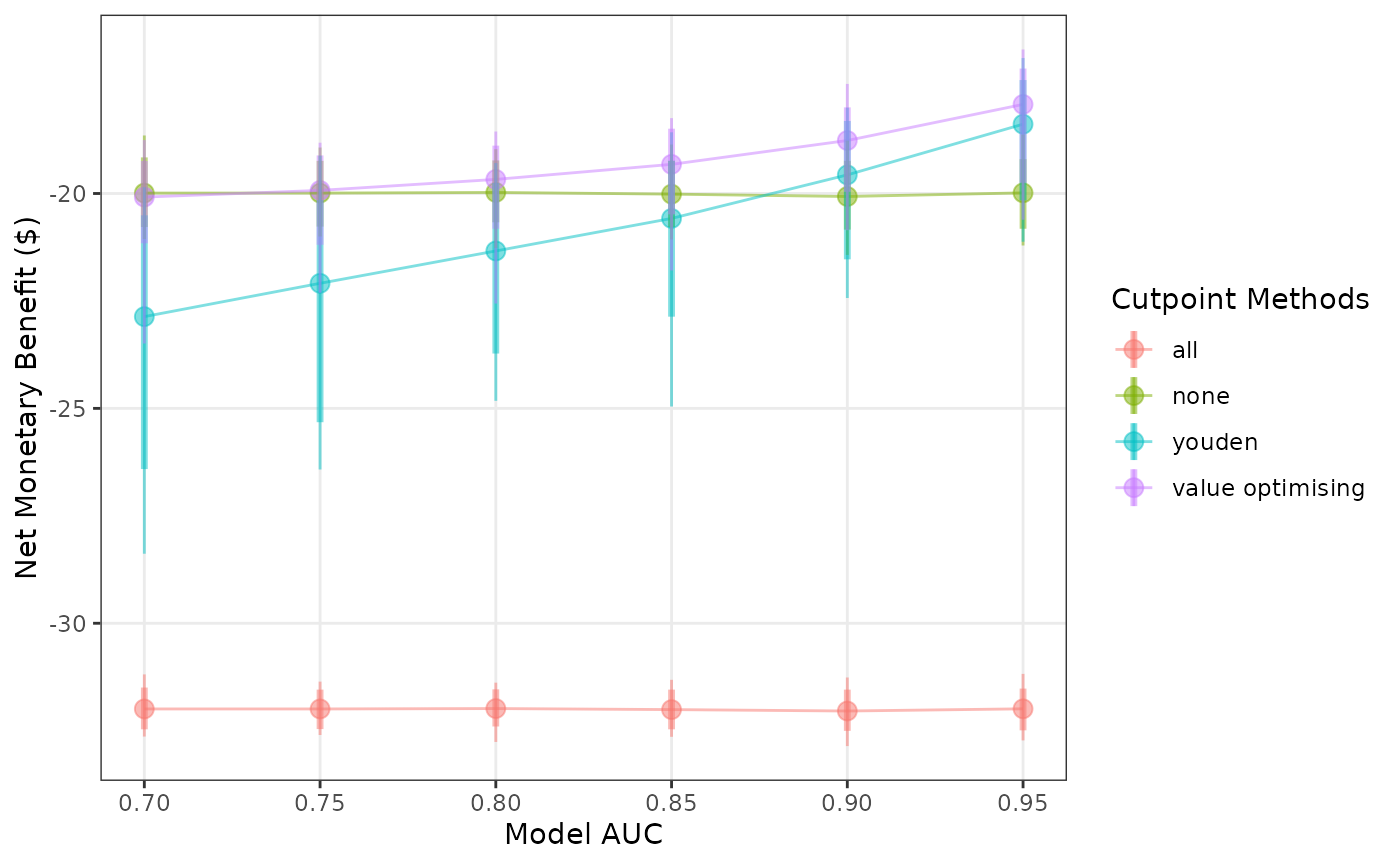 Net Monetary Benefit ($)
-20
-25
-30
0.70 0.75 0.80 0.85 0.90 0.95
Model AUC
Cutpoint Methods
all
none
youden
value optimising